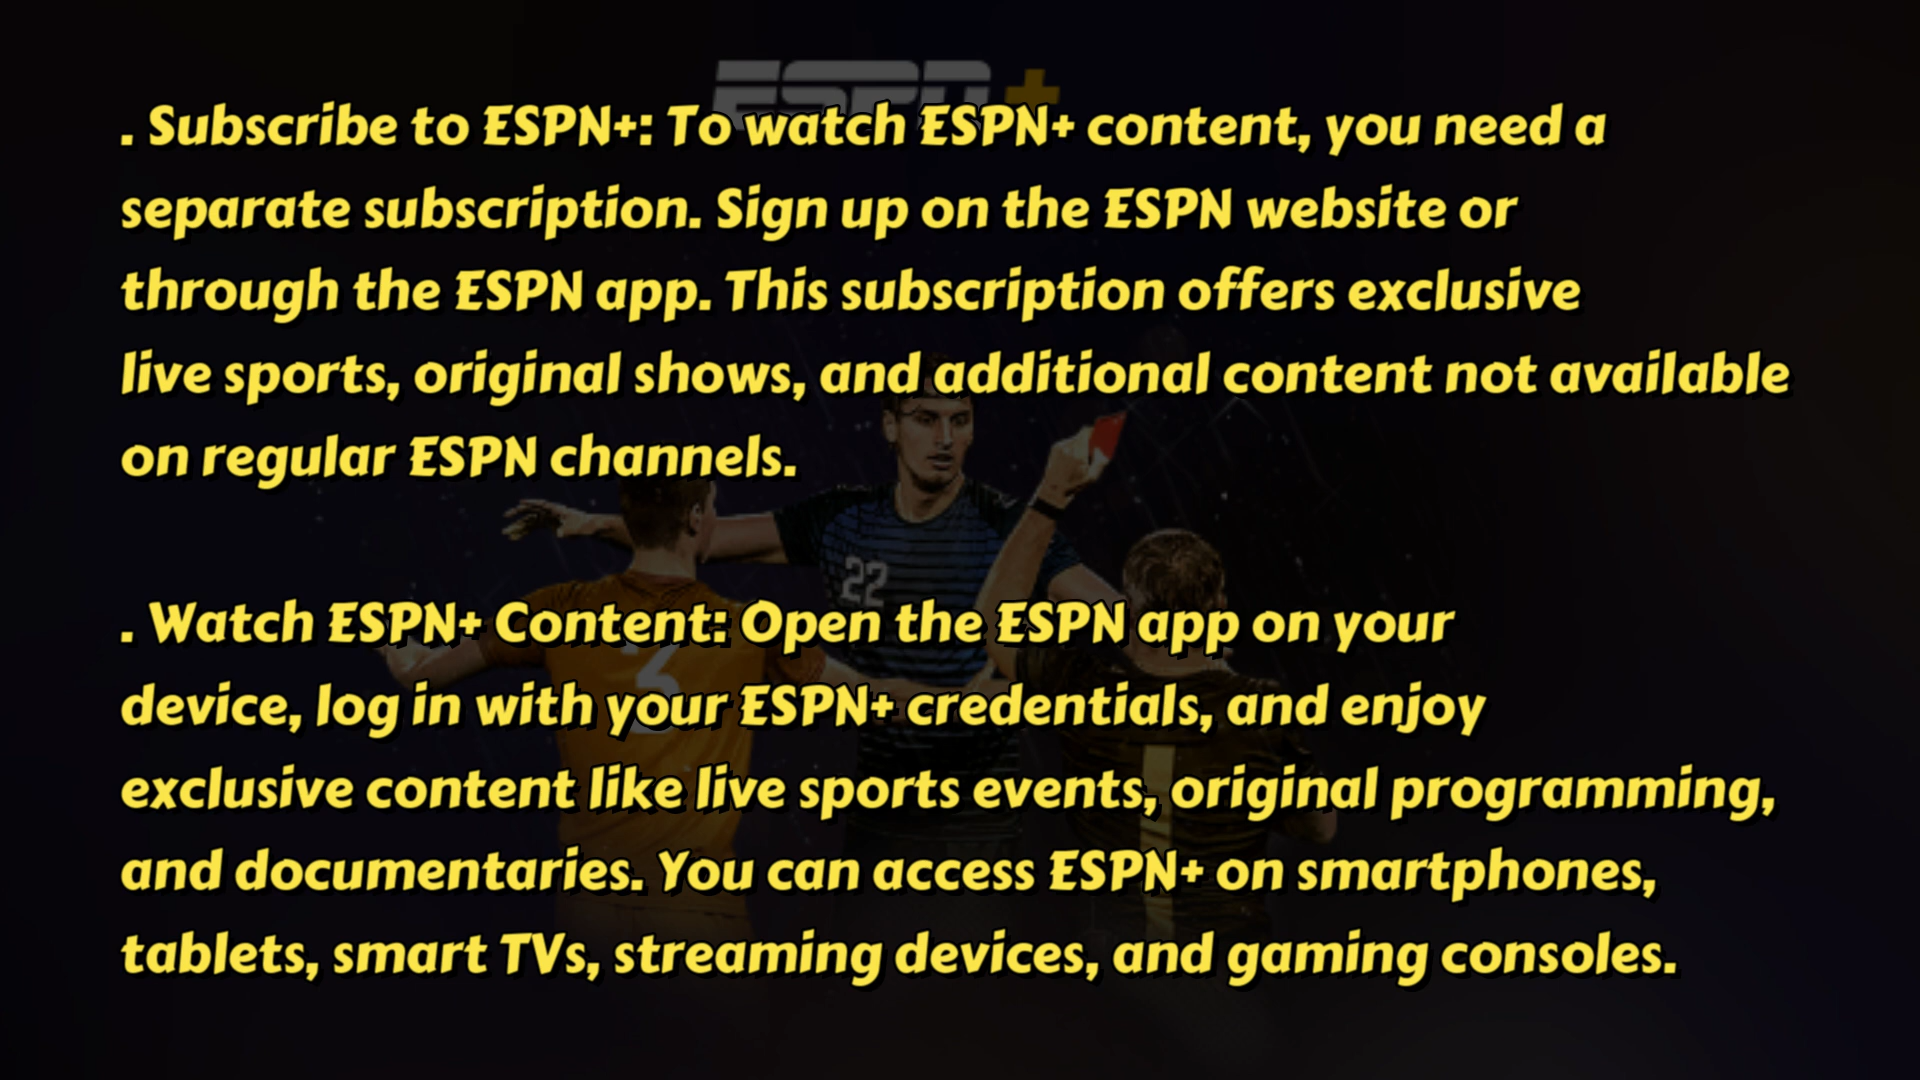 ESPN+
. Subscribe to ESPN+: To watch ESPN+ content, you need a
separate subscription. Sign up on the ESPN website or
through the ESPN app. This subscription offers exclusive
live sports, original shows, and additional content not available
on regular ESPN channels.
22
. Watch ESPN+ Content: Open the ESPN app on your
3
device, log in with your ESPN+ credentials, and enjoy
1
exclusive content like live sports events, original programming,
and documentaries. You can access ESPN+ on smartphones,
tablets, smart TVs, streaming devices, and gaming consoles.